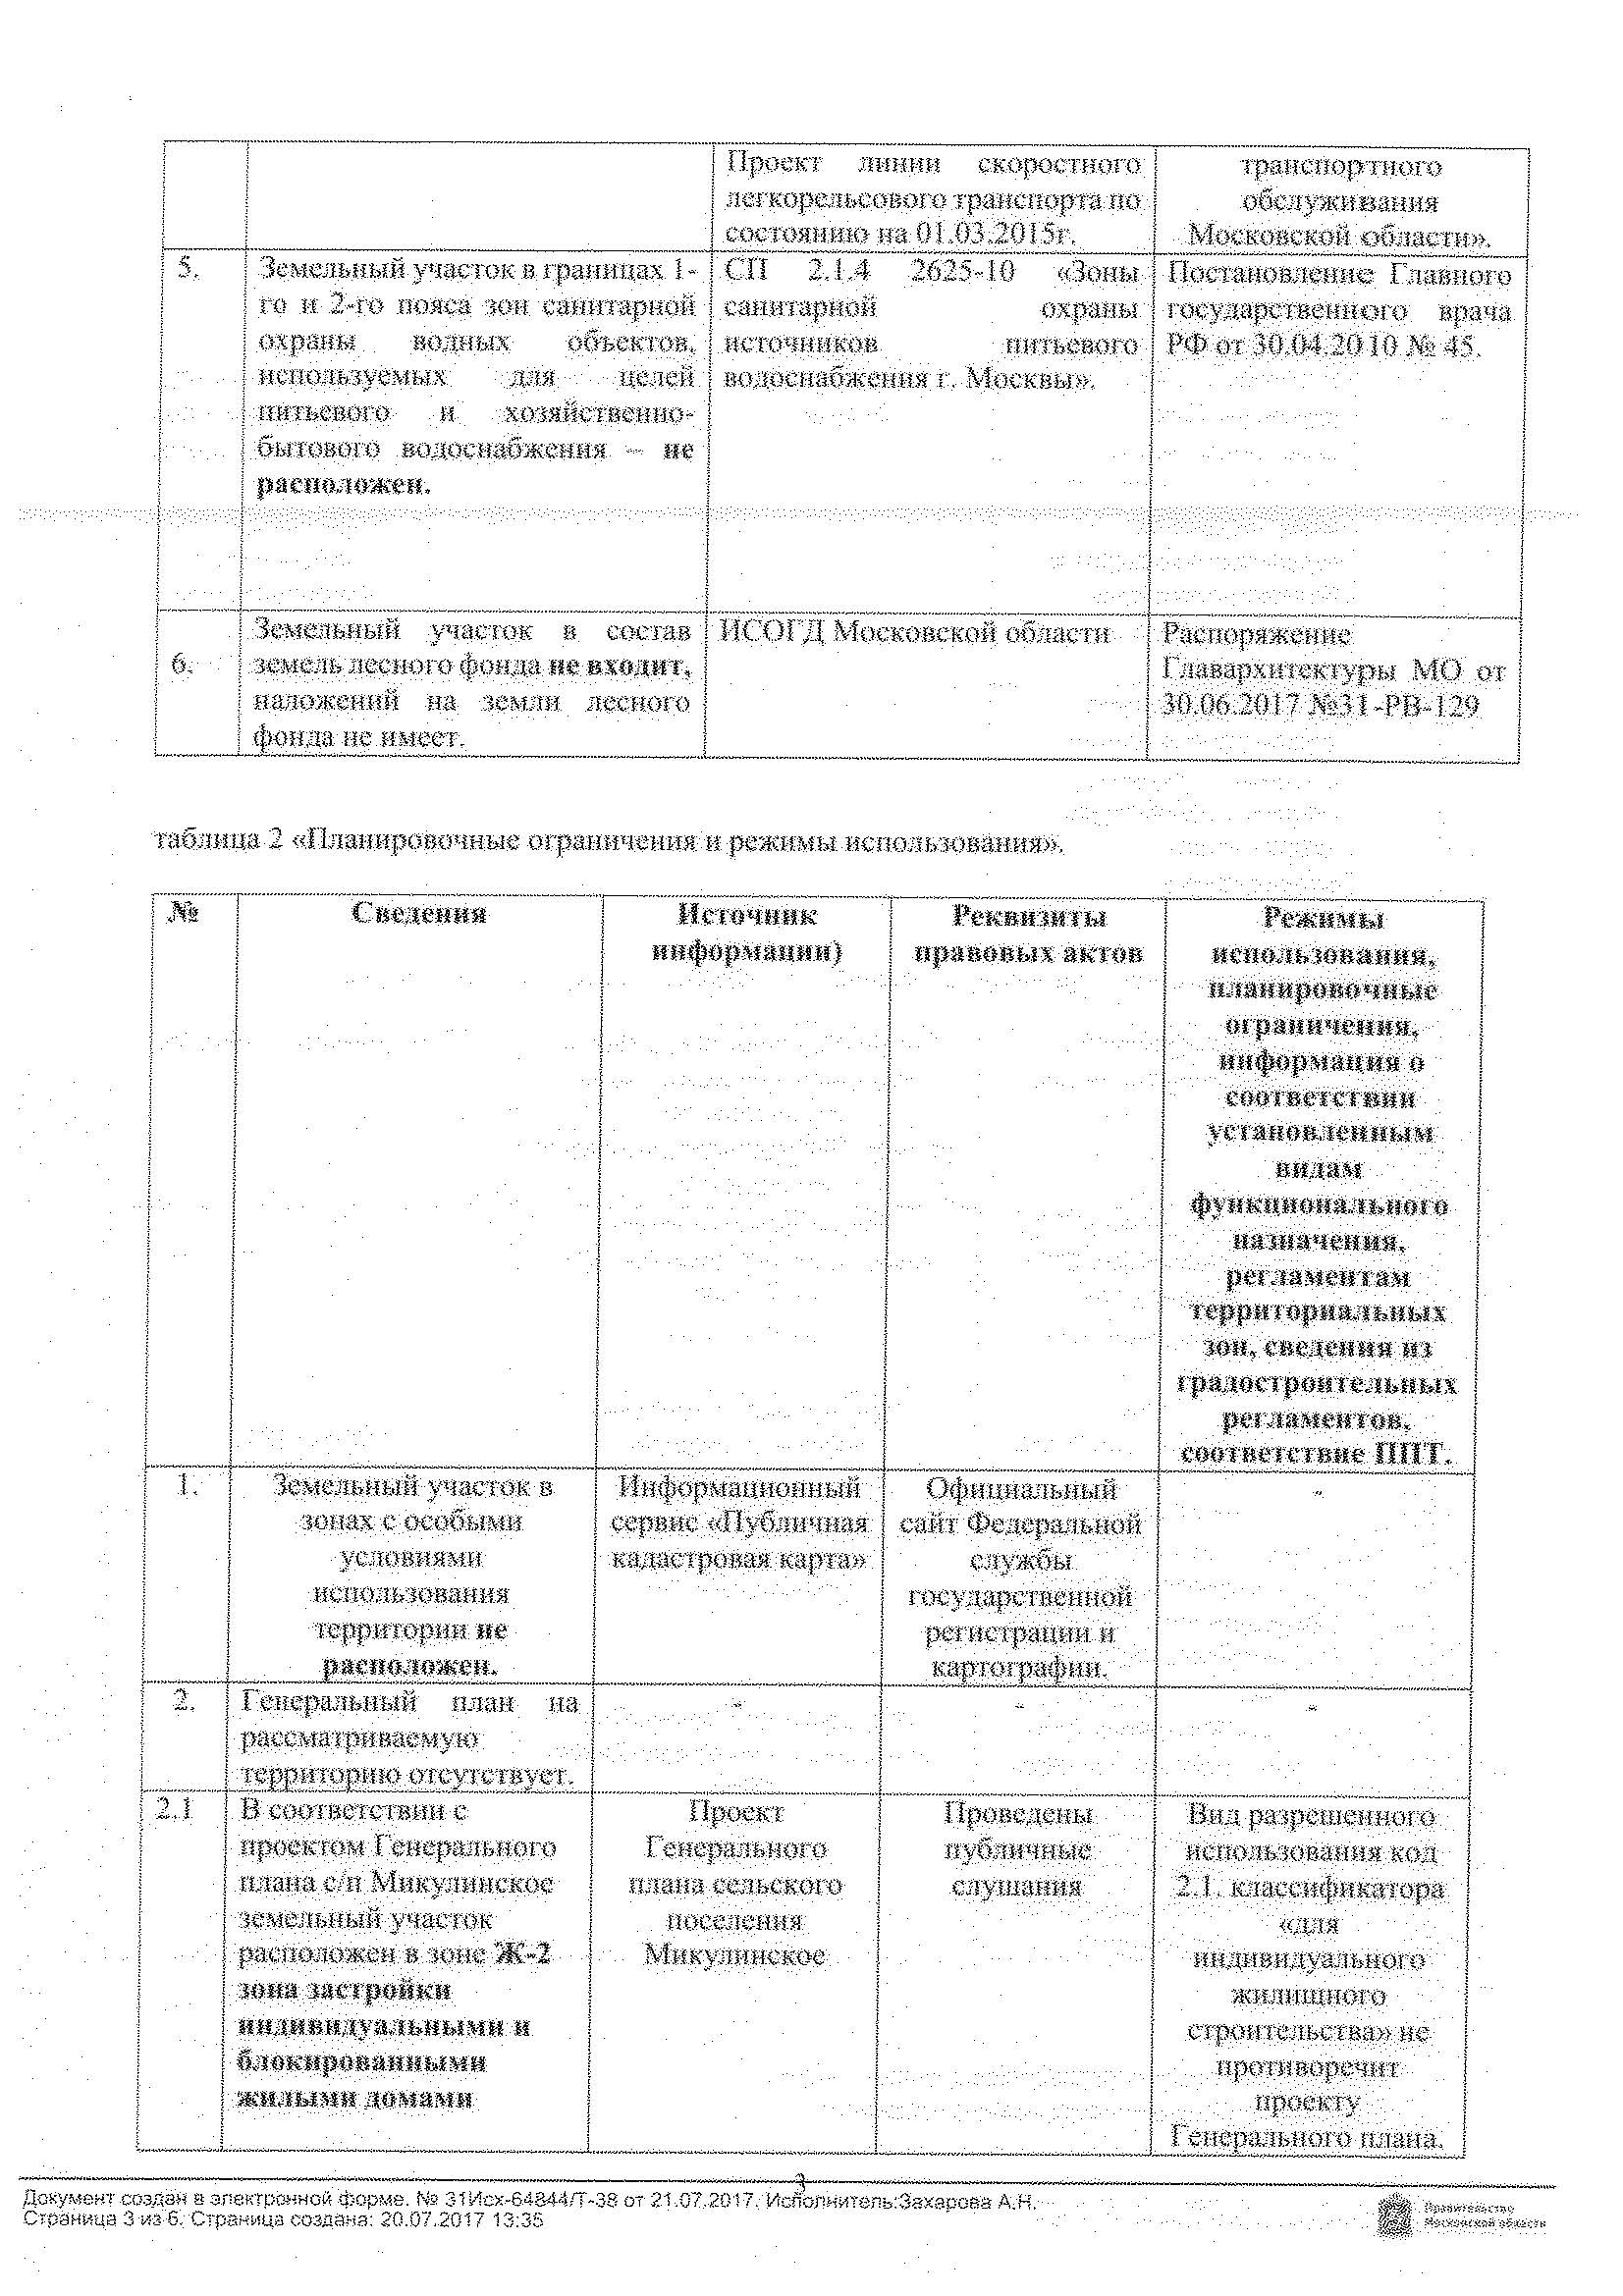 Проект линии скоростного
легкорельсового транспорта по
состоянию на 01.03.2015г.
транспортного
обслуживания
Московской области».
5.
Земельный участок в границах 1-
го и 2-го пояса зон санитарной
охраны водных объектов,
используемых для целей
питьевого и хозяйственно-
бытового водоснабжения – не
расположен.
СП 2.1.4 2625-10 «Зоны
санитарной охраны
источников питьевого
водоснабжения г. Москвы».
Постановление Главного
государственного врача
РФ от 30.04.2010 № 45.
6.
Земельный участок в состав
земель лесного фонда не входит,
наложений на земли лесного
фонда не имеет.
ИСОГД Московской области
Распоряжение
Главархитектуры МО от
30.06.2017 №31-РВ-129
таблица 2 «Планировочные ограничения и режимы использования».
№
Сведения
Источник
информации)
Реквизиты
правовых актов
Режимы
использования,
планировочные
ограничения,
информация о
соответствии
установленным
видам
функционального
назначения,
регламентам
территориальных
зон, сведения из
градостроительных
регламентов,
соответствие ППТ.
1.
Земельный участок в
зонах с особыми
условиями
использования
территории не
расположен.
Информационный
сервис «Публичная
кадастровая карта»
Официальный
сайт Федеральной
службы
государственной
регистрации и
картографии.
-
2.
Генеральный план на
рассматриваемую
территорию отсутствует.
-
-
-
2.1
В соответствии с
проектом Генерального
плана с/п Микулинское
земельный участок
расположен в зоне Ж-2
зона застройки
индивидуальными и
блокированными
жилыми домами
Проект
Генерального
плана сельского
поселения
Микулинское
Проведены
публичные
слушания
Вид разрешенного
использования код
2.1. классификатора
«для
индивидуального
жилищного
строительства» не
противоречит
проекту
Генерального плана.
3
Документ создан в электронной форме. № 31Исх-64844/Т-38 от 21.07.2017. Исполнитель:Захарова А.Н.
Страница 3 из 6. Страница создана: 20.07.2017 13:35
Правительство
Московской области